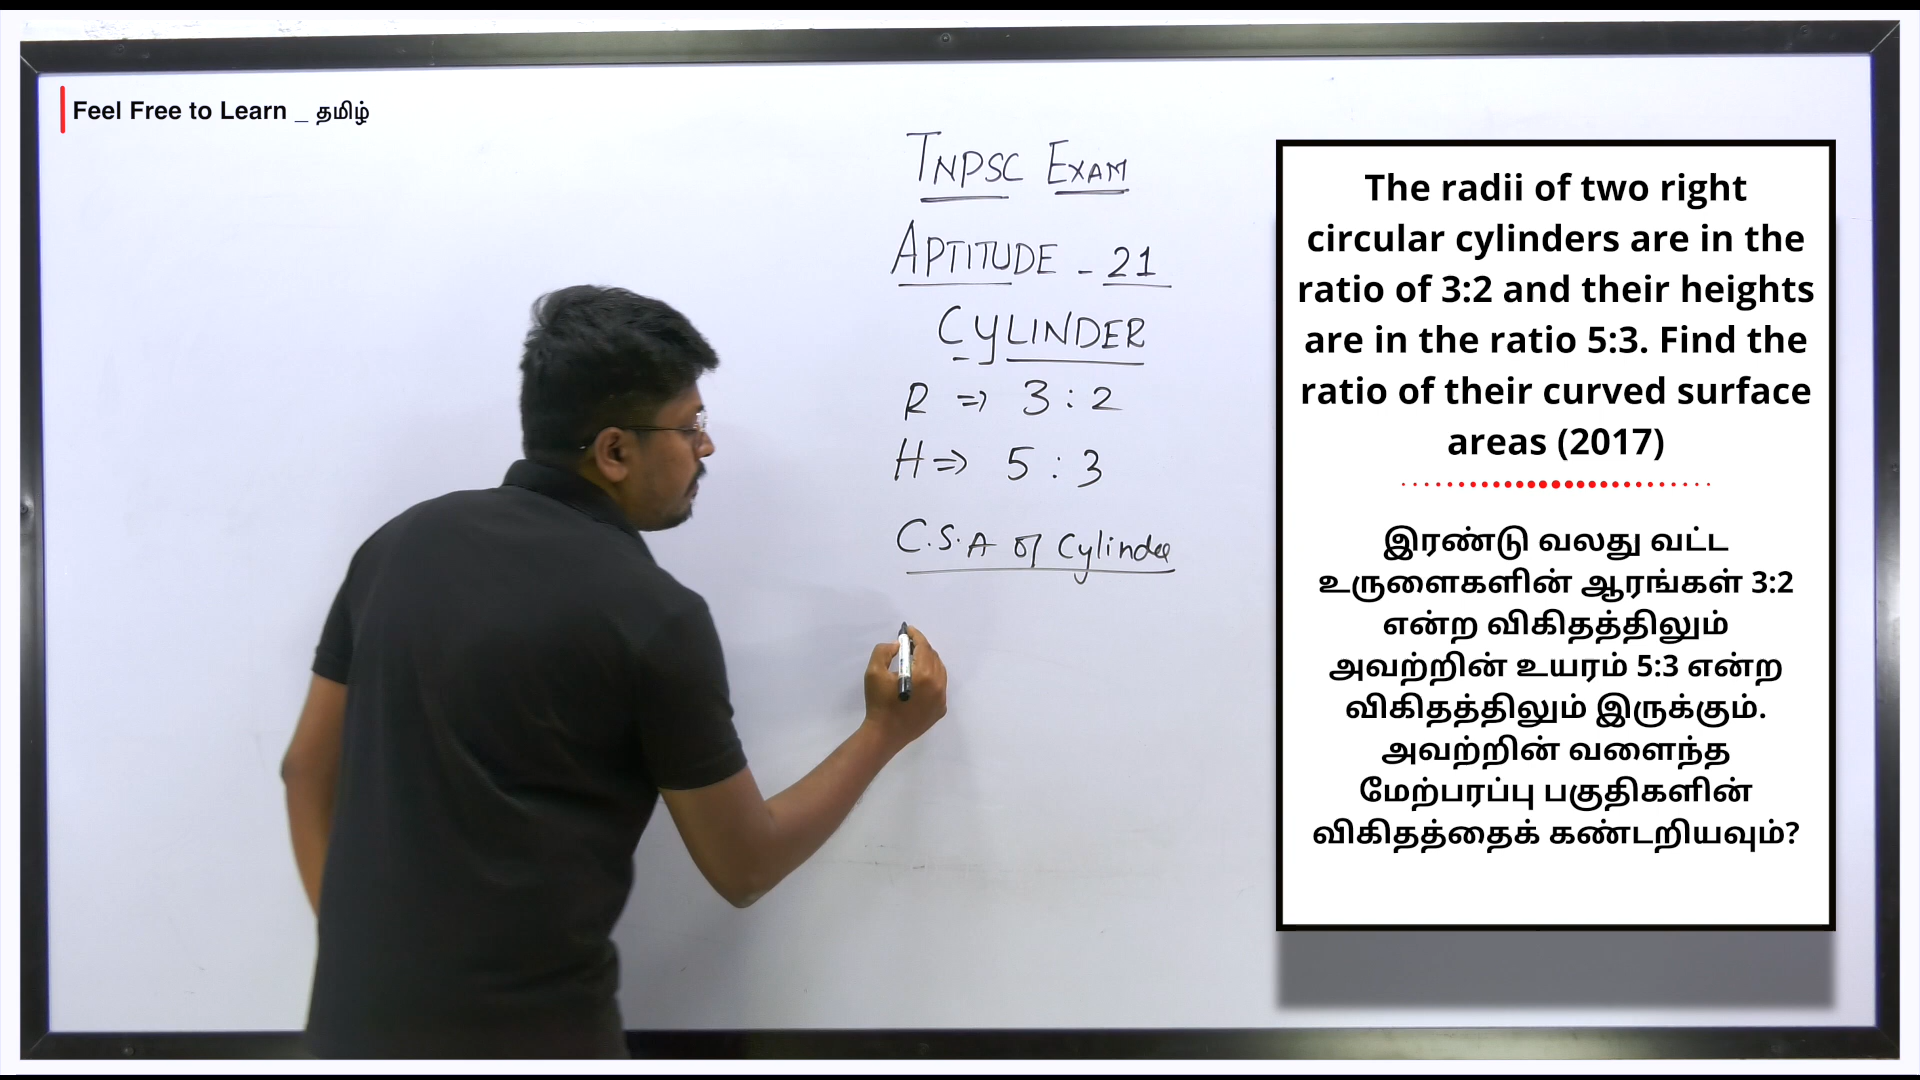 Feel Free to Learn _ தமிழ்
TNPSC EXAM
APTITUDE - 21
CYLINDER
R => 3 : 2
H => 5 : 3
C.S.A of Cylinder
The radii of two right
circular cylinders are in the
ratio of 3:2 and their heights
are in the ratio 5:3. Find the
ratio of their curved surface
areas (2017)
இரண்டு வலது வட்ட
உருளைகளின் ஆரங்கள் 3:2
என்ற விகிதத்திலும்
அவற்றின் உயரம் 5:3 என்ற
விகிதத்திலும் இருக்கும்.
அவற்றின் வளைந்த
மேற்பரப்பு பகுதிகளின்
விகிதத்தைக் கண்டறியவும்?